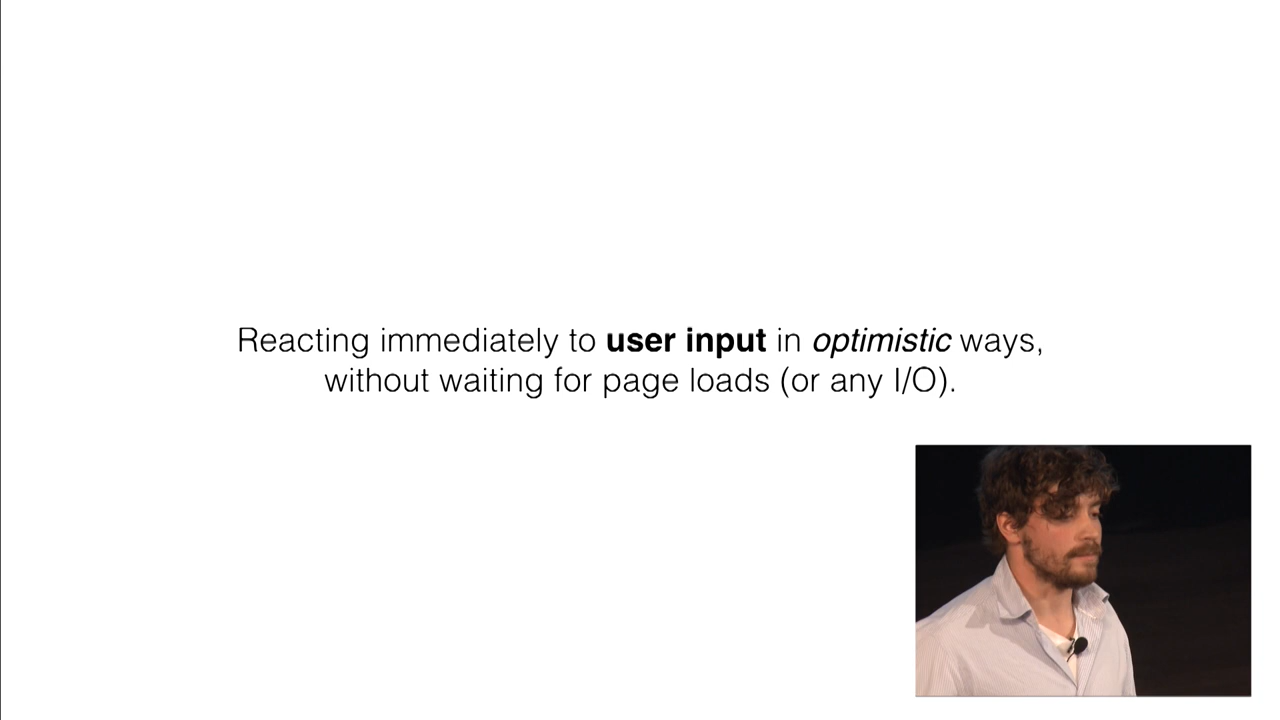 Reacting immediately to user input in optimistic ways,
without waiting for page loads (or any I/O).